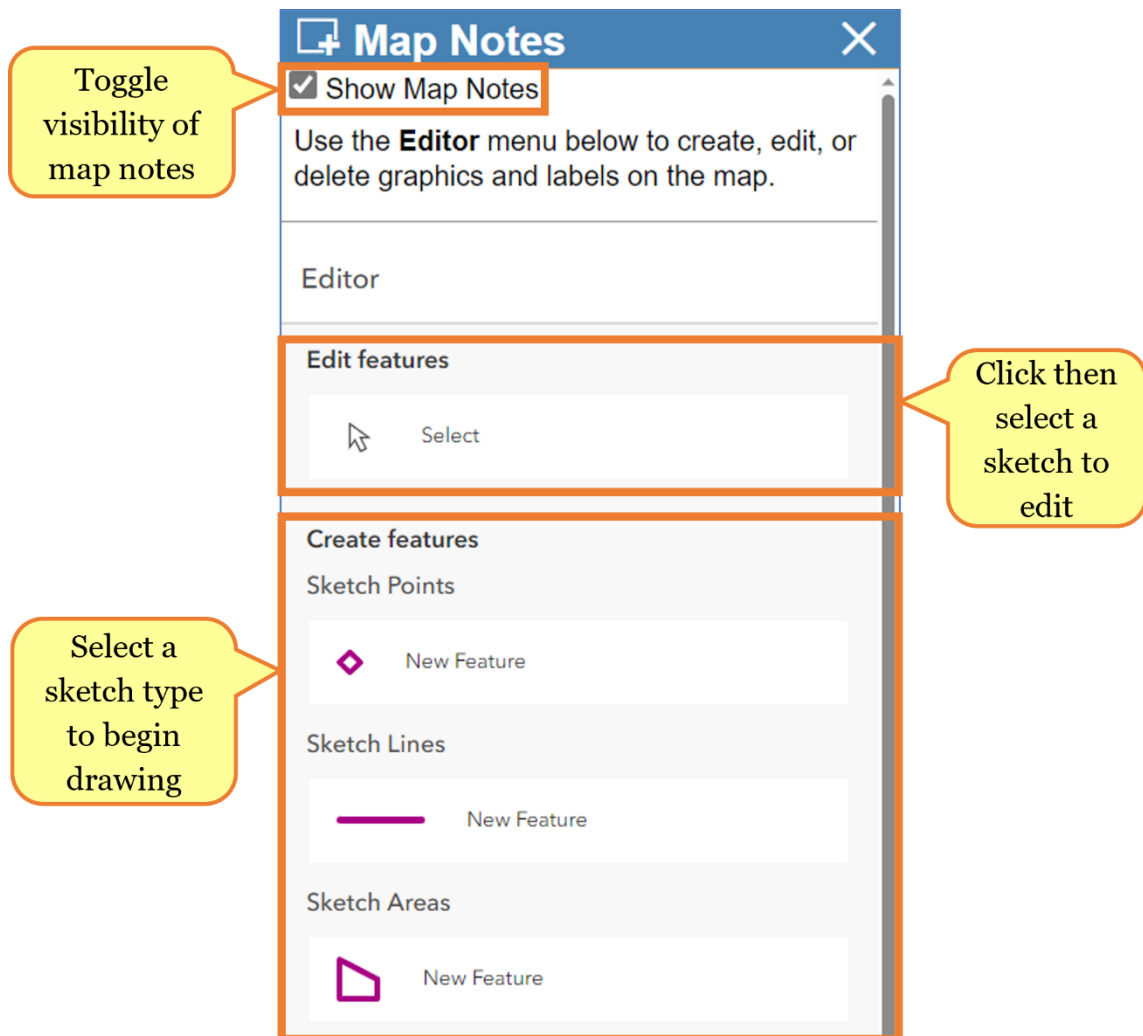 Map Notes
Toggle
visibility of
map notes
Show Map Notes
Use the Editor menu below to create, edit, or
delete graphics and labels on the map.
Editor
Edit features
Select
Click then
select a
sketch to
edit
Create features
Sketch Points
New Feature
Select a
sketch type
to begin
drawing
Sketch Lines
New Feature
Sketch Areas
New Feature